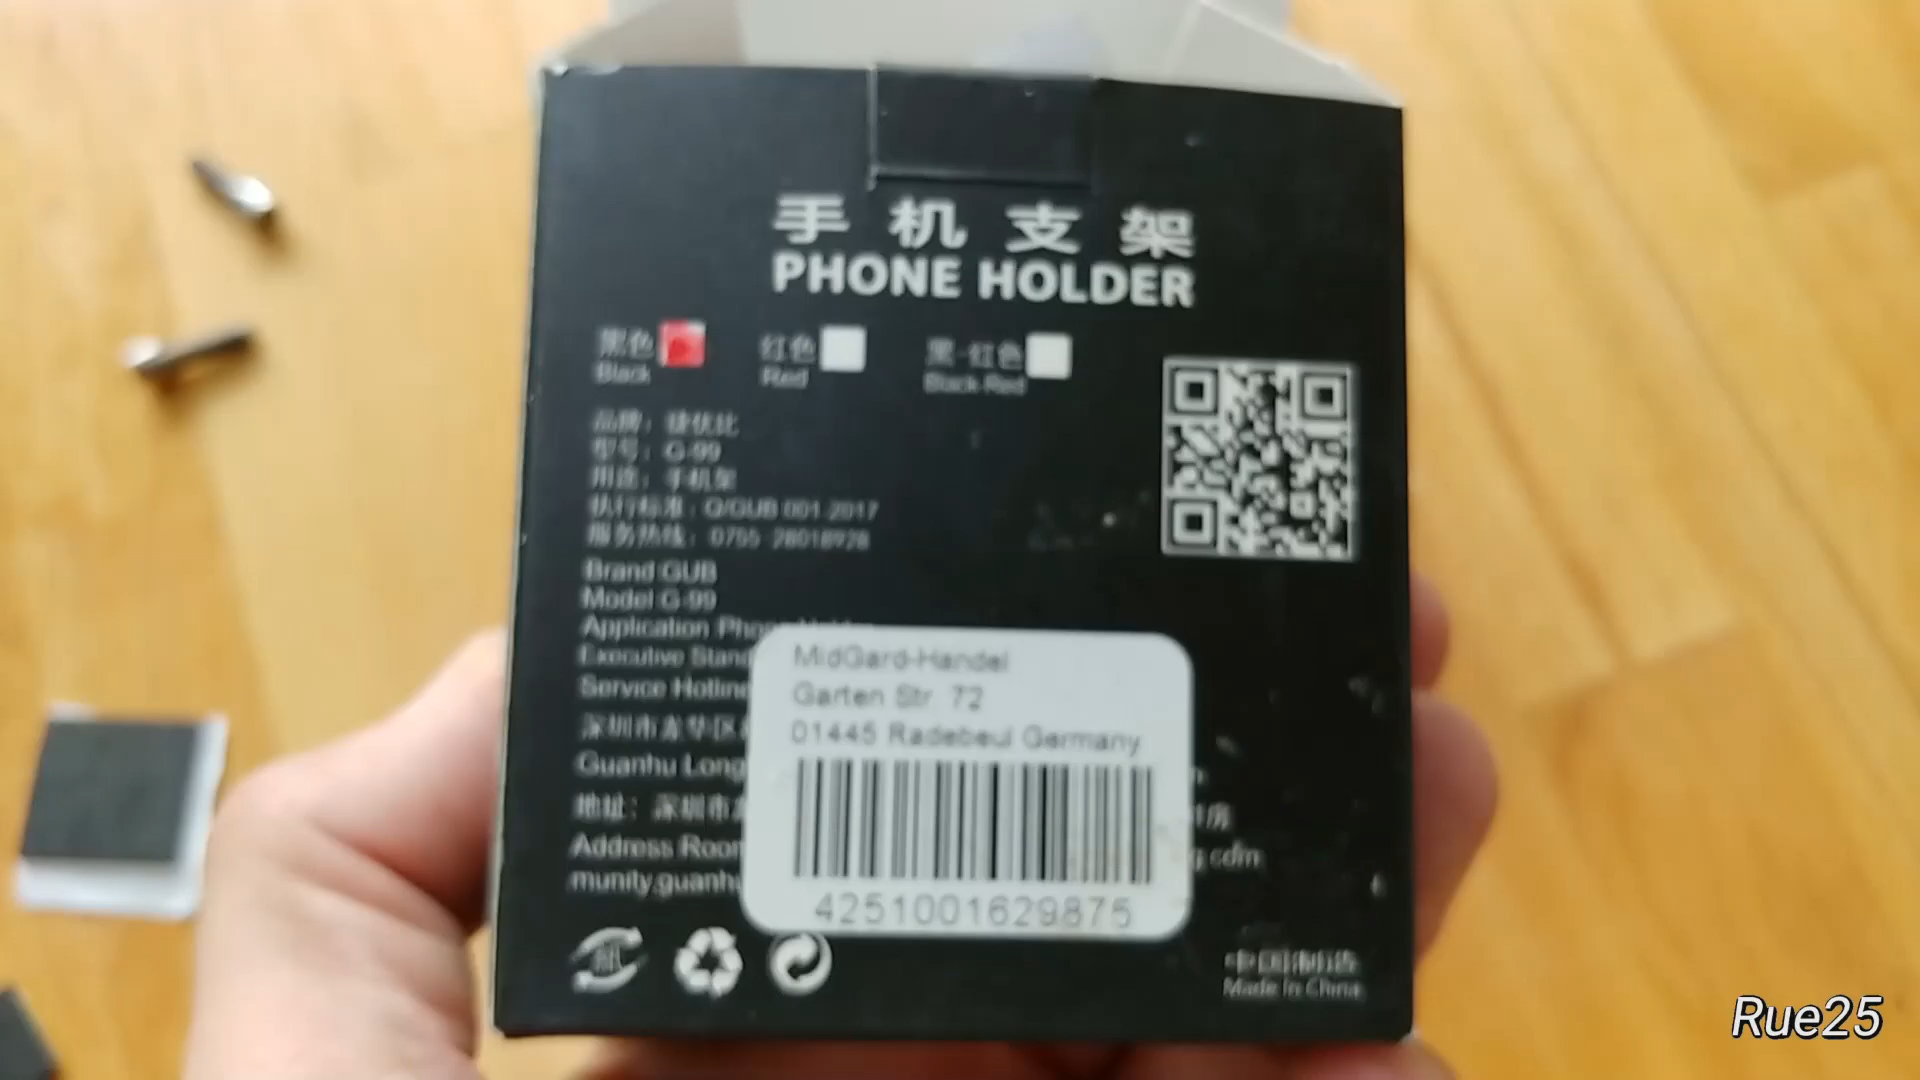 手机支架
PHONE HOLDER
黑色 红色 黑-红色
Black Red Black-Red
品牌：捷优比
型号：G-99
用途：手机架
执行标准：Q/GUB 001-2017
服务热线：0755-28018928
Brand GUB
Model G-99
Application Phone Holder
Executive
Service Hotline
深圳市龙华区
Guanhu Long
地址：深圳市
房
Address
MidGard-Handel
Garten Str. 72
01445 Radebeul Germany
4251001629875
中国制造
Made In China
Rue25